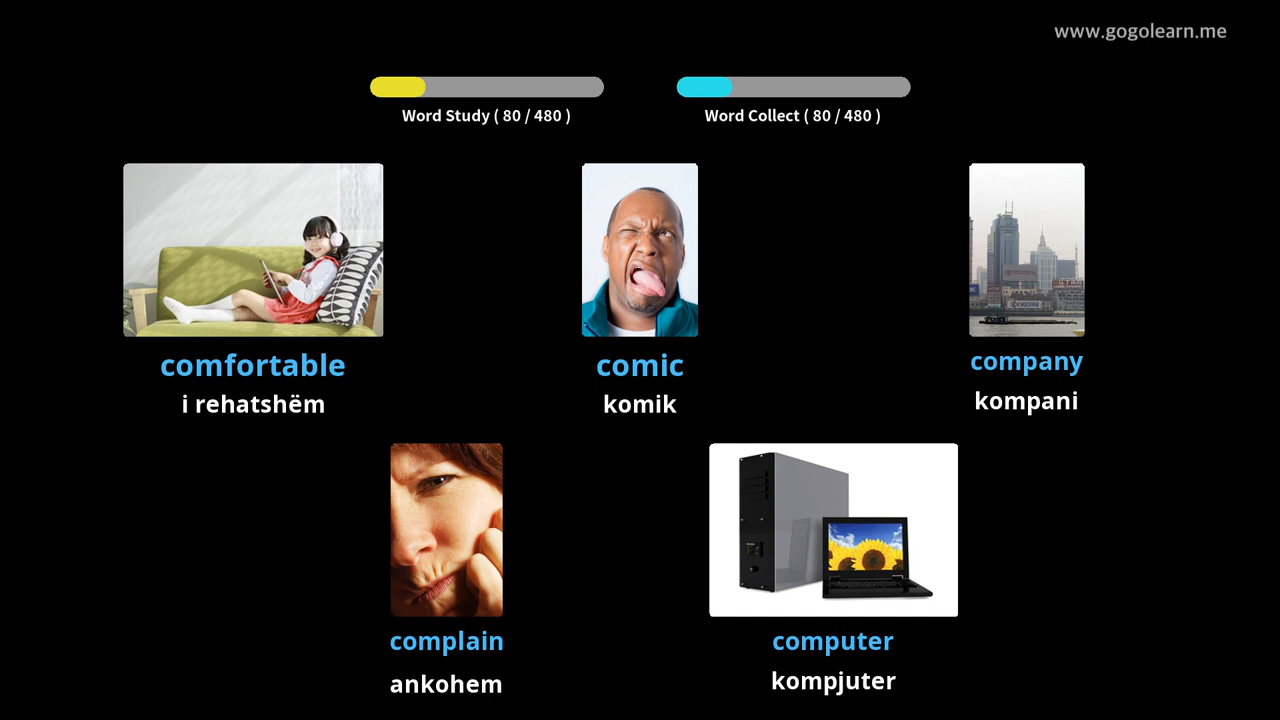 www.gogolearn.me
Word Study ( 80 / 480 )
Word Collect ( 80 / 480 )
comfortable
i rehatshëm
comic
komik
TOYOTA
company
kompani
complain
ankohem
computer
kompjuter